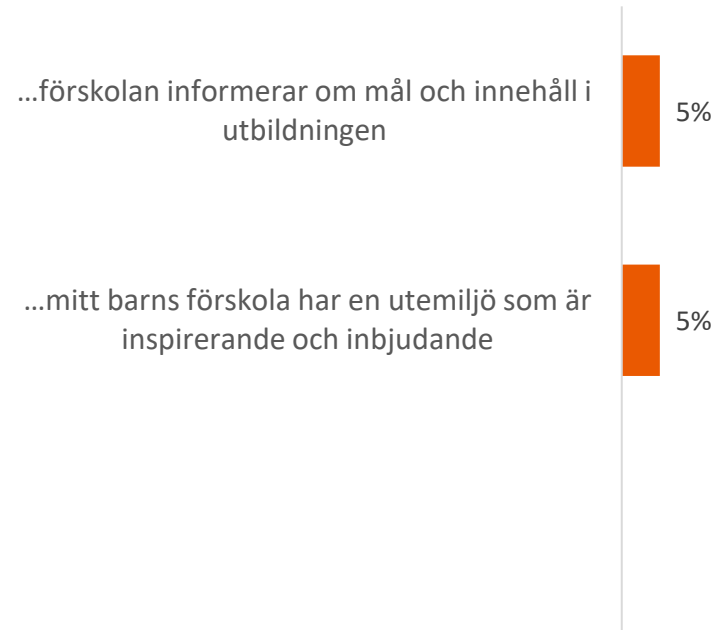 …förskolan informerar om mål och innehåll i
utbildningen
5%
…mitt barns förskola har en utemiljö som är
inspirerande och inbjudande
5%